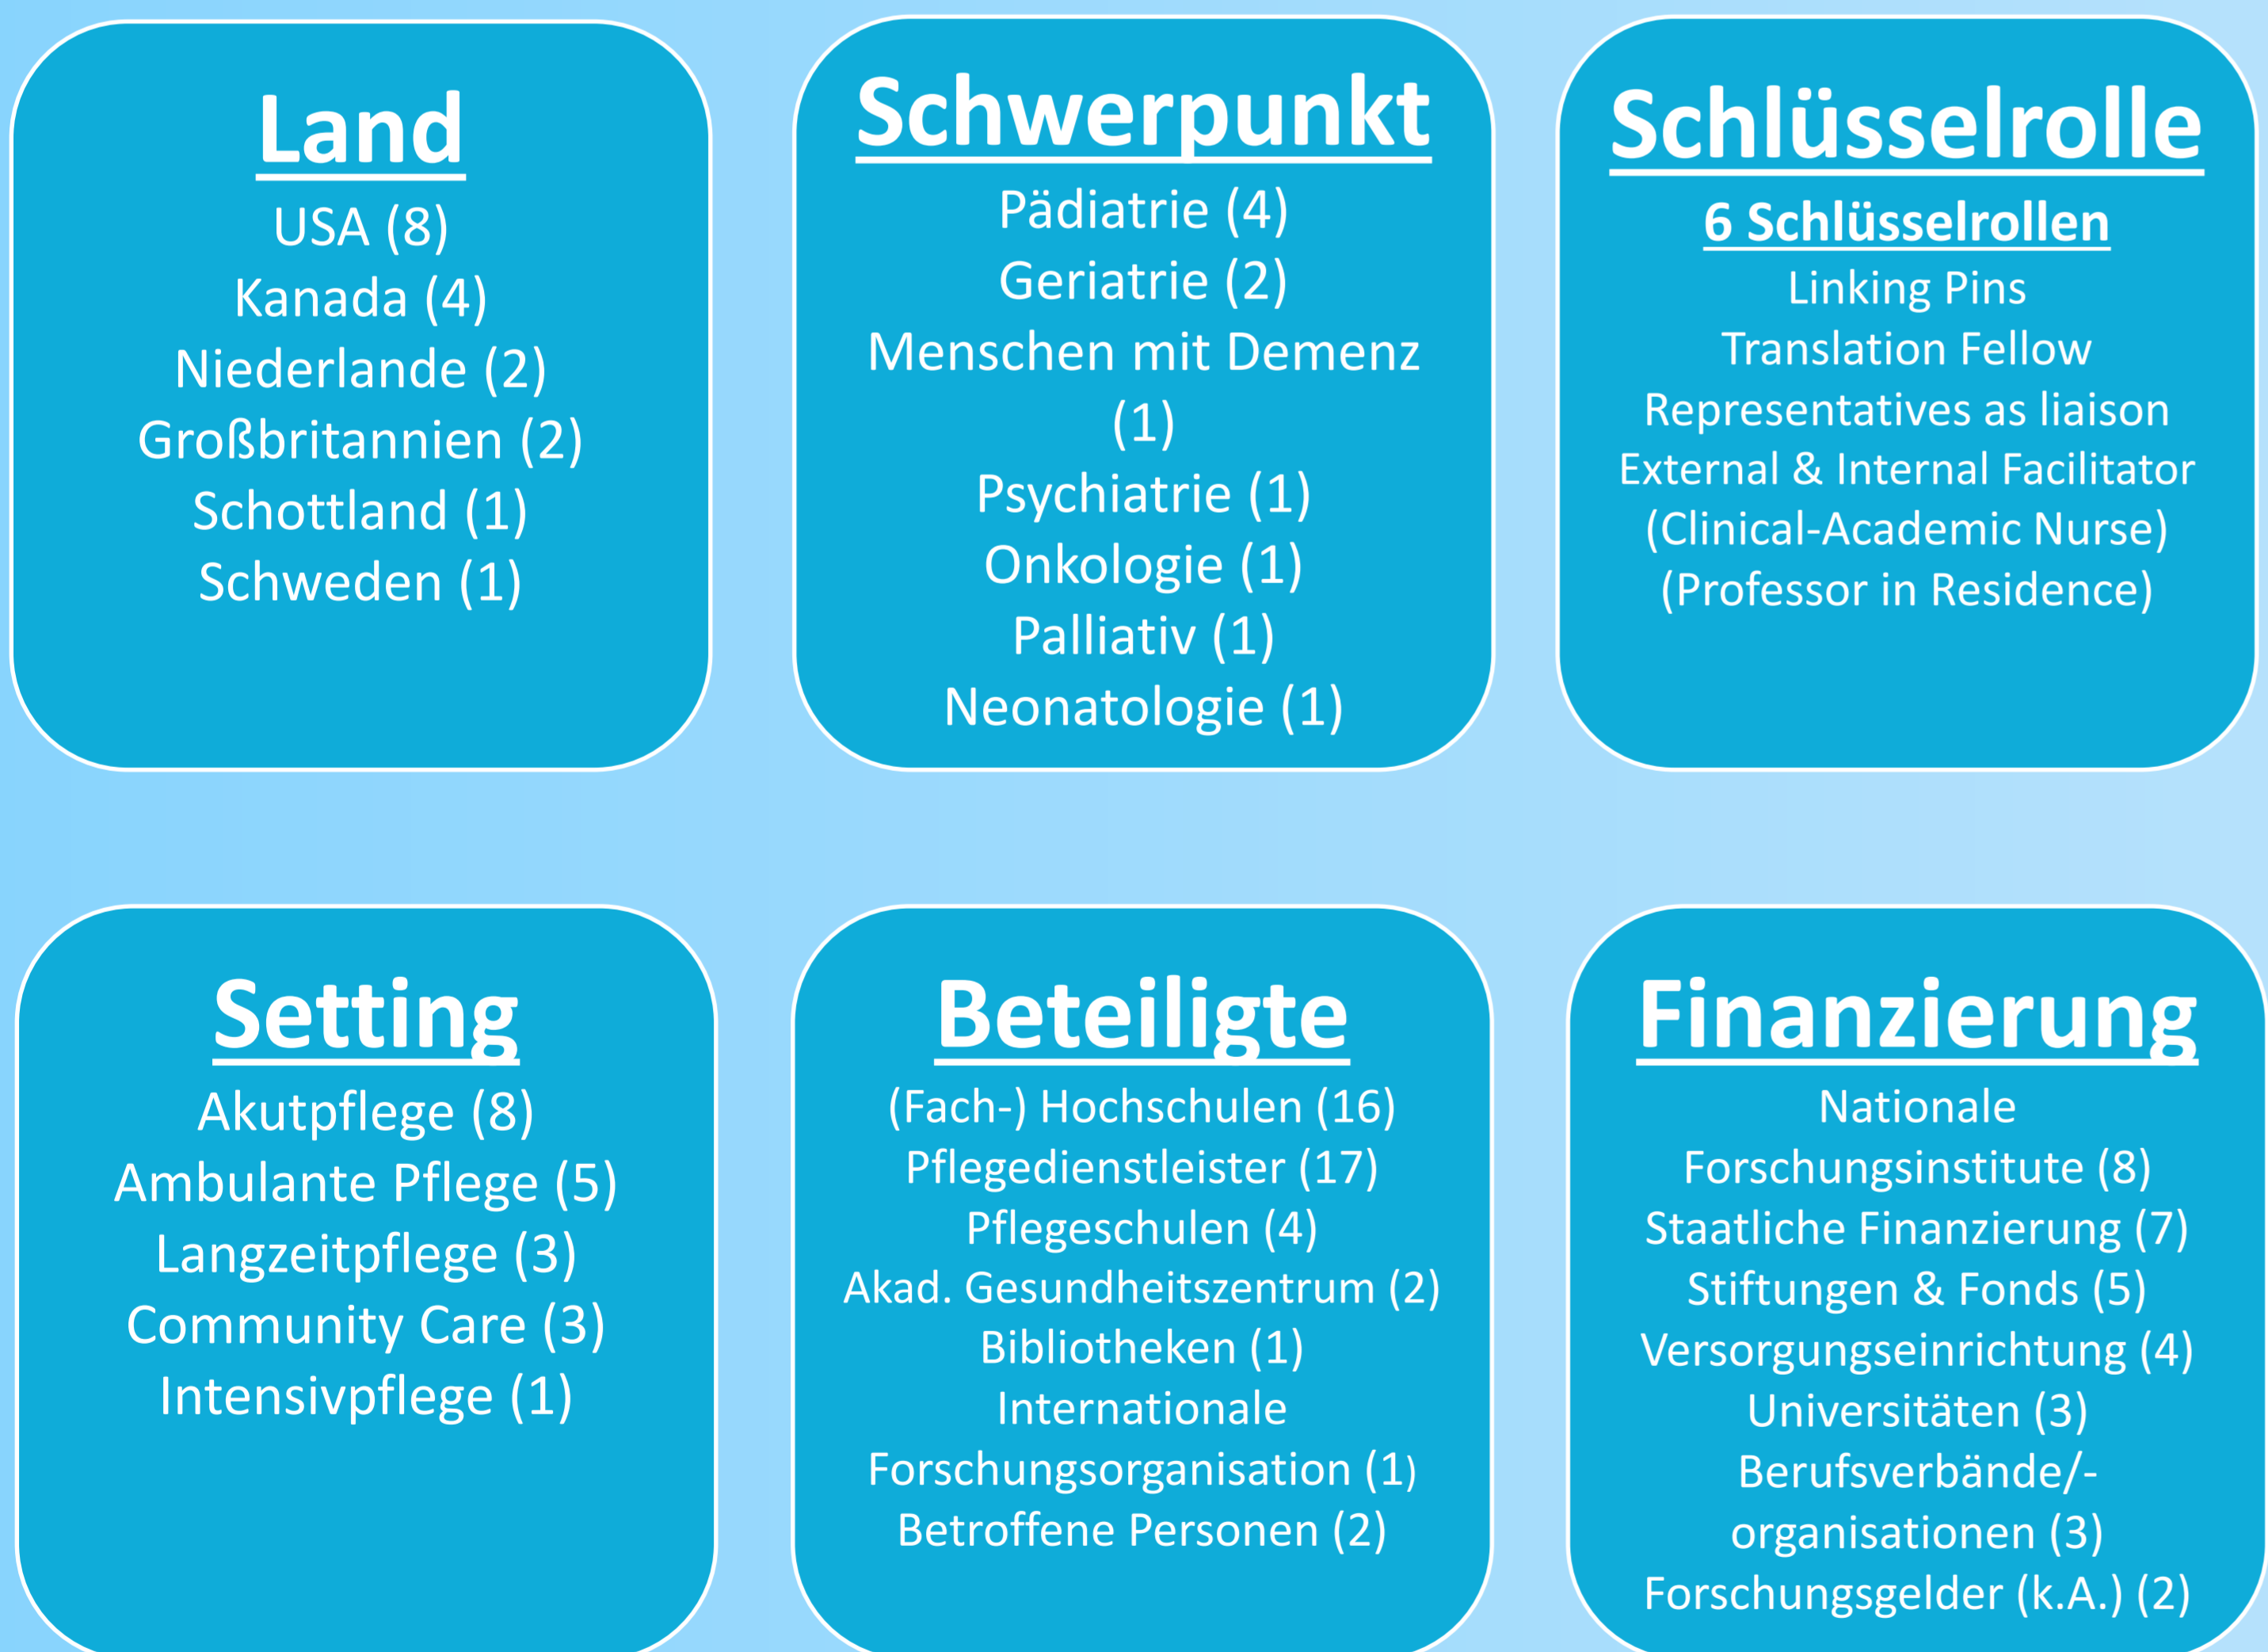 Land
USA (8)
Kanada (4)
Niederlande (2)
Großbritannien (2)
Schottland (1)
Schweden (1)
Schwerpunkt
Pädiatrie (4)
Geriatrie (2)
Menschen mit Demenz
(1)
Psychiatrie (1)
Onkologie (1)
Palliativ (1)
Neonatologie (1)
Schlüsselrolle
6 Schlüsselrollen
Linking Pins
Translation Fellow
Representatives as liaison
External & Internal Facilitator
(Clinical-Academic Nurse)
(Professor in Residence)
Setting
Akutpflege (8)
Ambulante Pflege (5)
Langzeitpflege (3)
Community Care (3)
Intensivpflege (1)
Beteiligte
(Fach-) Hochschulen (16)
Pflegedienstleister (17)
Pflegeschulen (4)
Akad. Gesundheitszentrum (2)
Bibliotheken (1)
Internationale
Forschungsorganisation (1)
Betroffene Personen (2)
Finanzierung
Nationale
Forschungsinstitute (8)
Staatliche Finanzierung (7)
Stiftungen & Fonds (5)
Versorgungseinrichtung (4)
Universitäten (3)
Berufsverbände/-
organisationen (3)
Forschungsgelder (k.A.) (2)